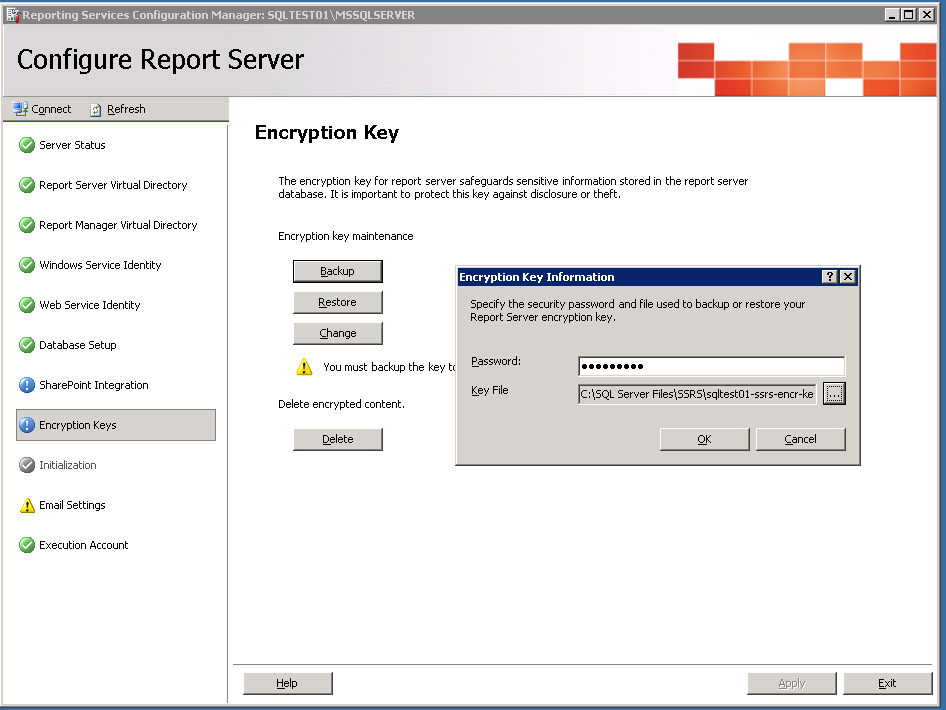 Reporting Services Configuration Manager: SQLTEST01\MSSQLSERVER
Configure Report Server
Connect
Refresh
Server Status
Report Server Virtual Directory
Report Manager Virtual Directory
Windows Service Identity
Web Service Identity
Database Setup
SharePoint Integration
Encryption Keys
Initialization
Email Settings
Execution Account
Encryption Key
The encryption key for report server safeguards sensitive information stored in the report server
database. It is important to protect this key against disclosure or theft.
Encryption key maintenance
Backup
Restore
Change
You must backup the key to
Delete encrypted content.
Delete
Encryption Key Information
?
Specify the security password and file used to backup or restore your
Report Server encryption key.
Password:
•••••••••
Key File
C:\SQL Server Files\SSRS\sqltest01-ssrs-encr-ke
...
OK
Cancel
Help
Apply
Exit